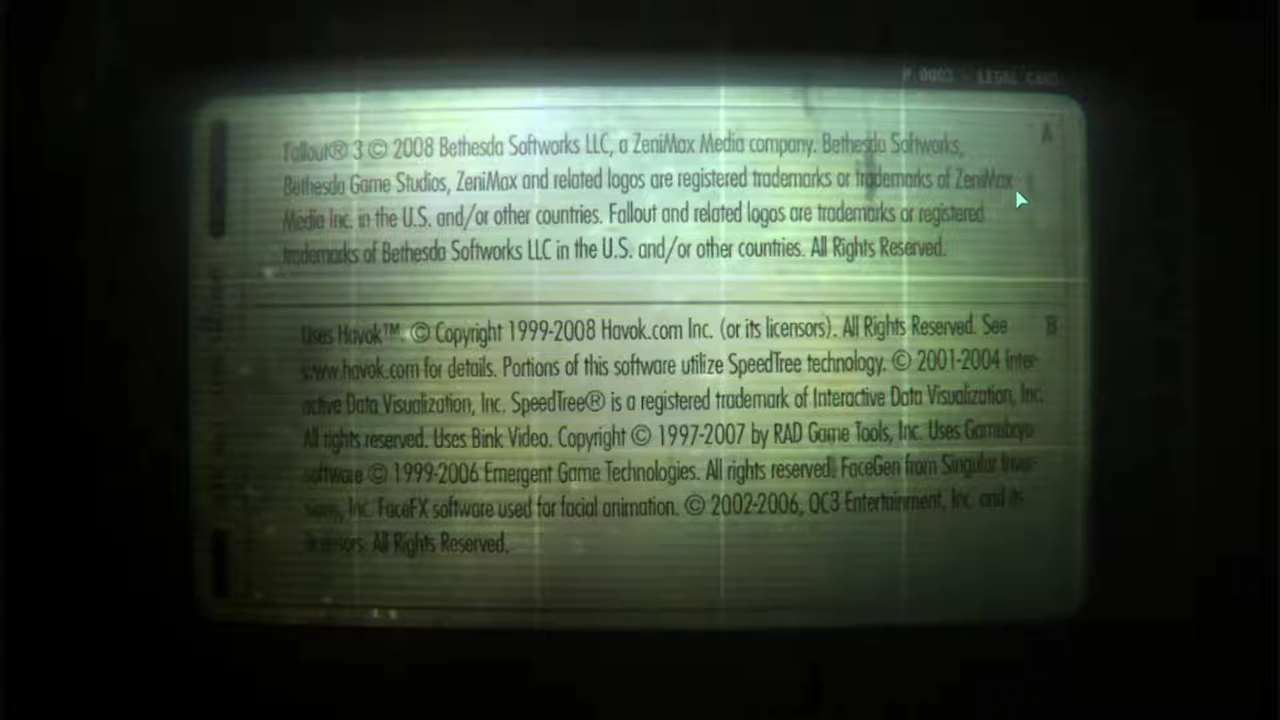 P 0003 - LEGAL CARD
A
Fallout® 3 © 2008 Bethesda Softworks LLC, a ZeniMax Media company. Bethesda Softworks,
Bethesda Game Studios, ZeniMax and related logos are registered trademarks or trademarks of ZeniMax
Media Inc. in the U.S. and/or other countries. Fallout and related logos are trademarks or registered
trademarks of Bethesda Softworks LLC in the U.S. and/or other countries. All Rights Reserved.
B
Uses Havok™. © Copyright 1999-2008 Havok.com Inc. (or its licensors). All Rights Reserved. See
www.havok.com for details. Portions of this software utilize SpeedTree technology. © 2001-2004 Inter-
active Data Visualization, Inc. SpeedTree® is a registered trademark of Interactive Data Visualization, Inc.
All rights reserved. Uses Bink Video. Copyright © 1997-2007 by RAD Game Tools, Inc. Uses Gamebryo
software © 1999-2006 Emergent Game Technologies. All rights reserved. FaceGen from Singular Inver-
sions, Inc. FaceFX software used for facial animation. © 2002-2006, OC3 Entertainment, Inc. and its
licensors. All Rights Reserved.